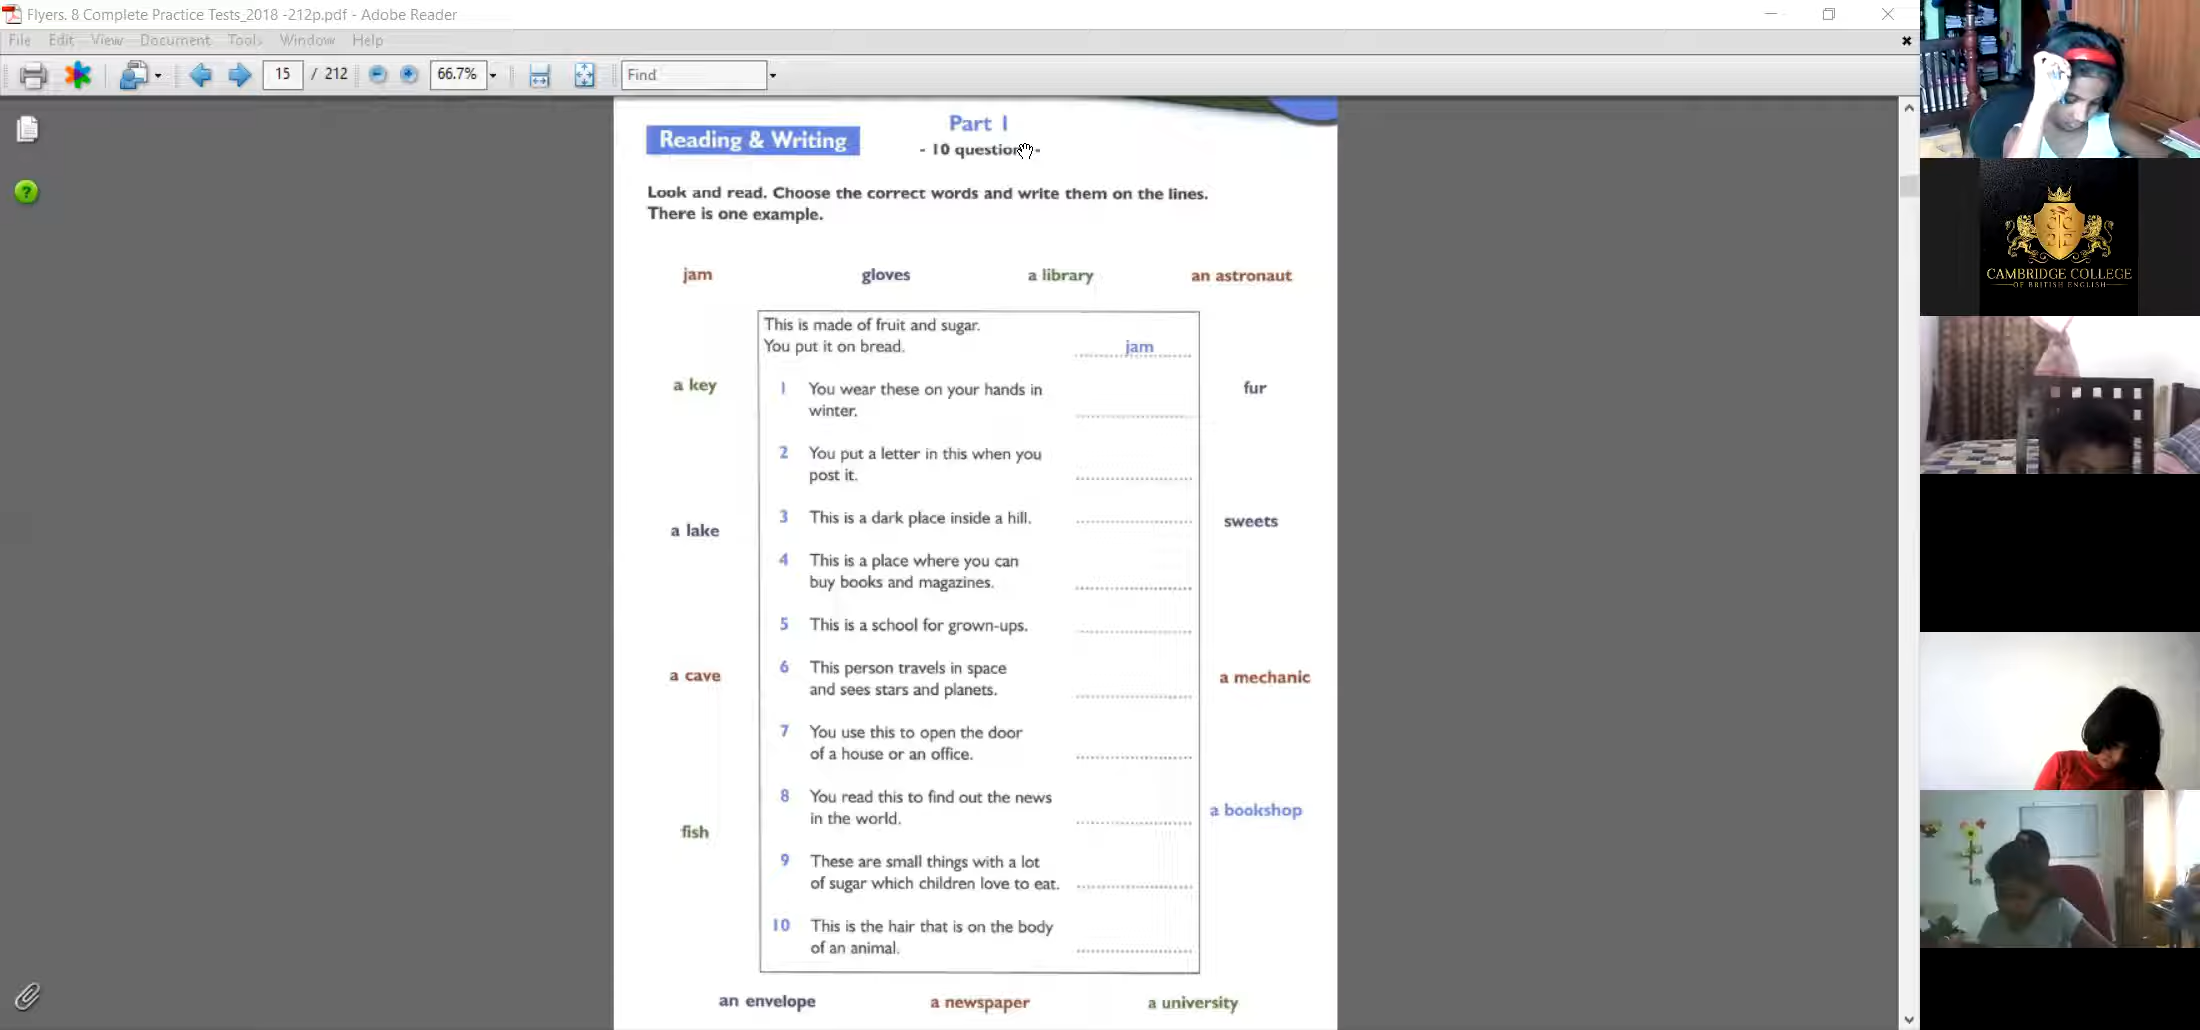 Flyers. 8 Complete Practice Tests_2018 -212p.pdf - Adobe Reader
File Edit View Document Tools Window Help
15 / 212 66.7% Find
Part 1
Reading & Writing
- 10 question -
Look and read. Choose the correct words and write them on the lines.
There is one example.
jam gloves a library an astronaut
This is made of fruit and sugar.
You put it on bread. jam
a key
fur
1 You wear these on your hands in
winter.
2 You put a letter in this when you
post it.
3 This is a dark place inside a hill.
a lake
sweets
4 This is a place where you can
buy books and magazines.
5 This is a school for grown-ups.
6 This person travels in space
and sees stars and planets.
a cave
a mechanic
7 You use this to open the door
of a house or an office.
8 You read this to find out the news
in the world.
a bookshop
fish
9 These are small things with a lot
of sugar which children love to eat.
10 This is the hair that is on the body
of an animal.
an envelope a newspaper a university
CAMBRIDGE COLLEGE
OF BRITISH ENGLISH